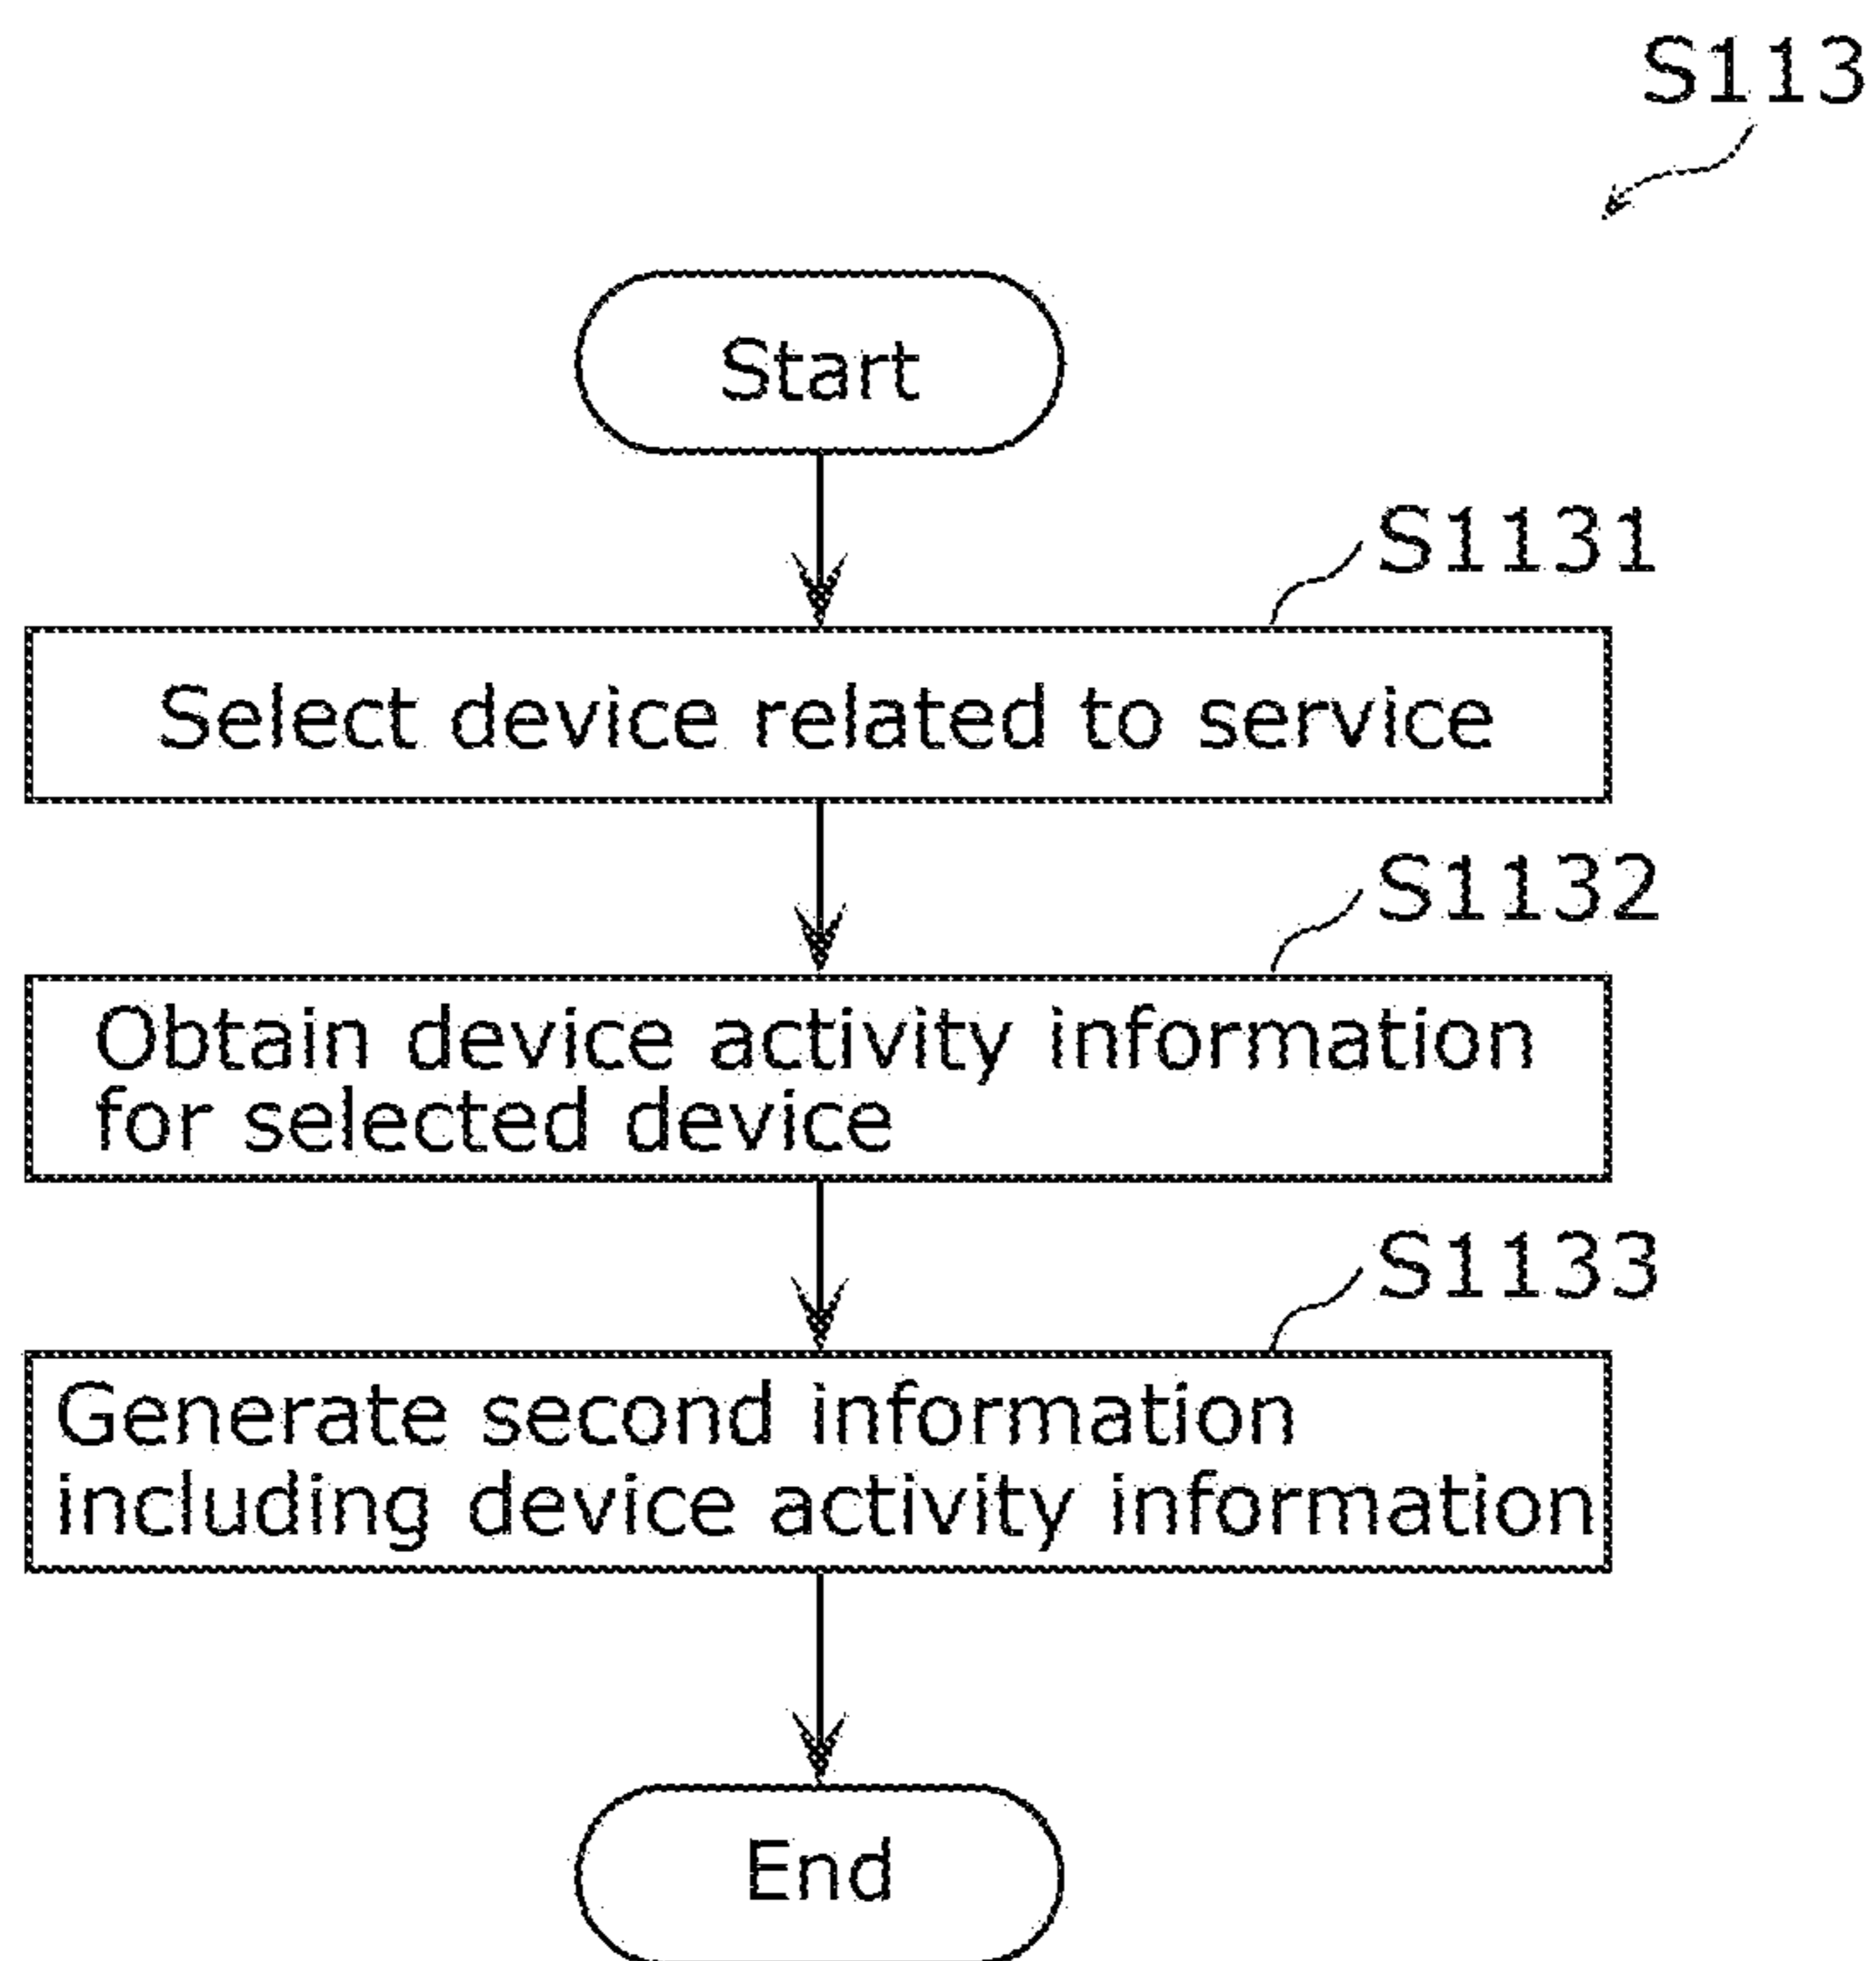 S113
Start
S1131
Select device related to service
S1132
Obtain device activity information
for selected device
S1133
Generate second information
including device activity information
End